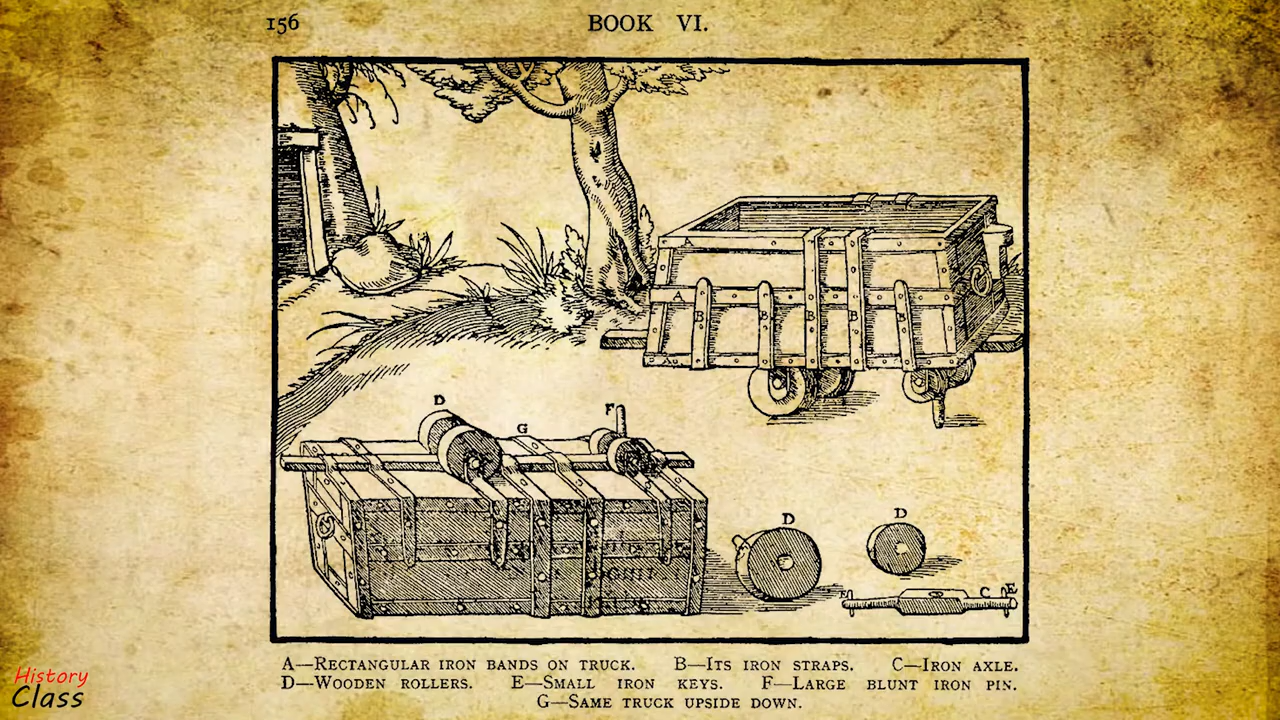 156 BOOK VI.
A
A
B B B B B
A
D F
G
D D
E C E
A—RECTANGULAR IRON BANDS ON TRUCK. B—ITS IRON STRAPS. C—IRON AXLE.
D—WOODEN ROLLERS. E—SMALL IRON KEYS. F—LARGE BLUNT IRON PIN.
G—SAME TRUCK UPSIDE DOWN.
History
Class